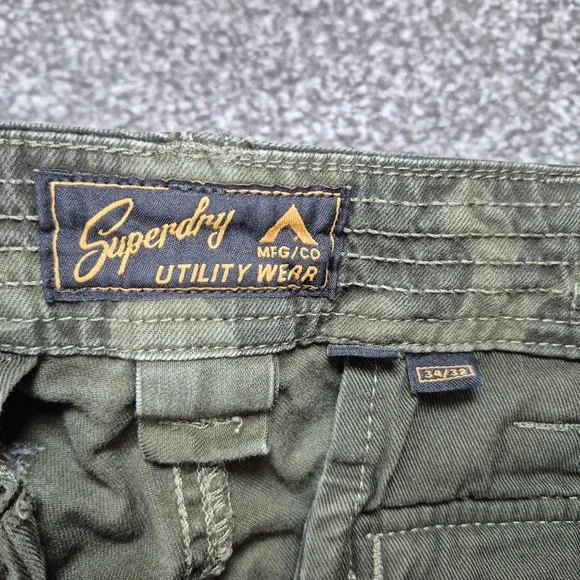 Superdry
MFG/CO
UTILITY WEAR
34/32